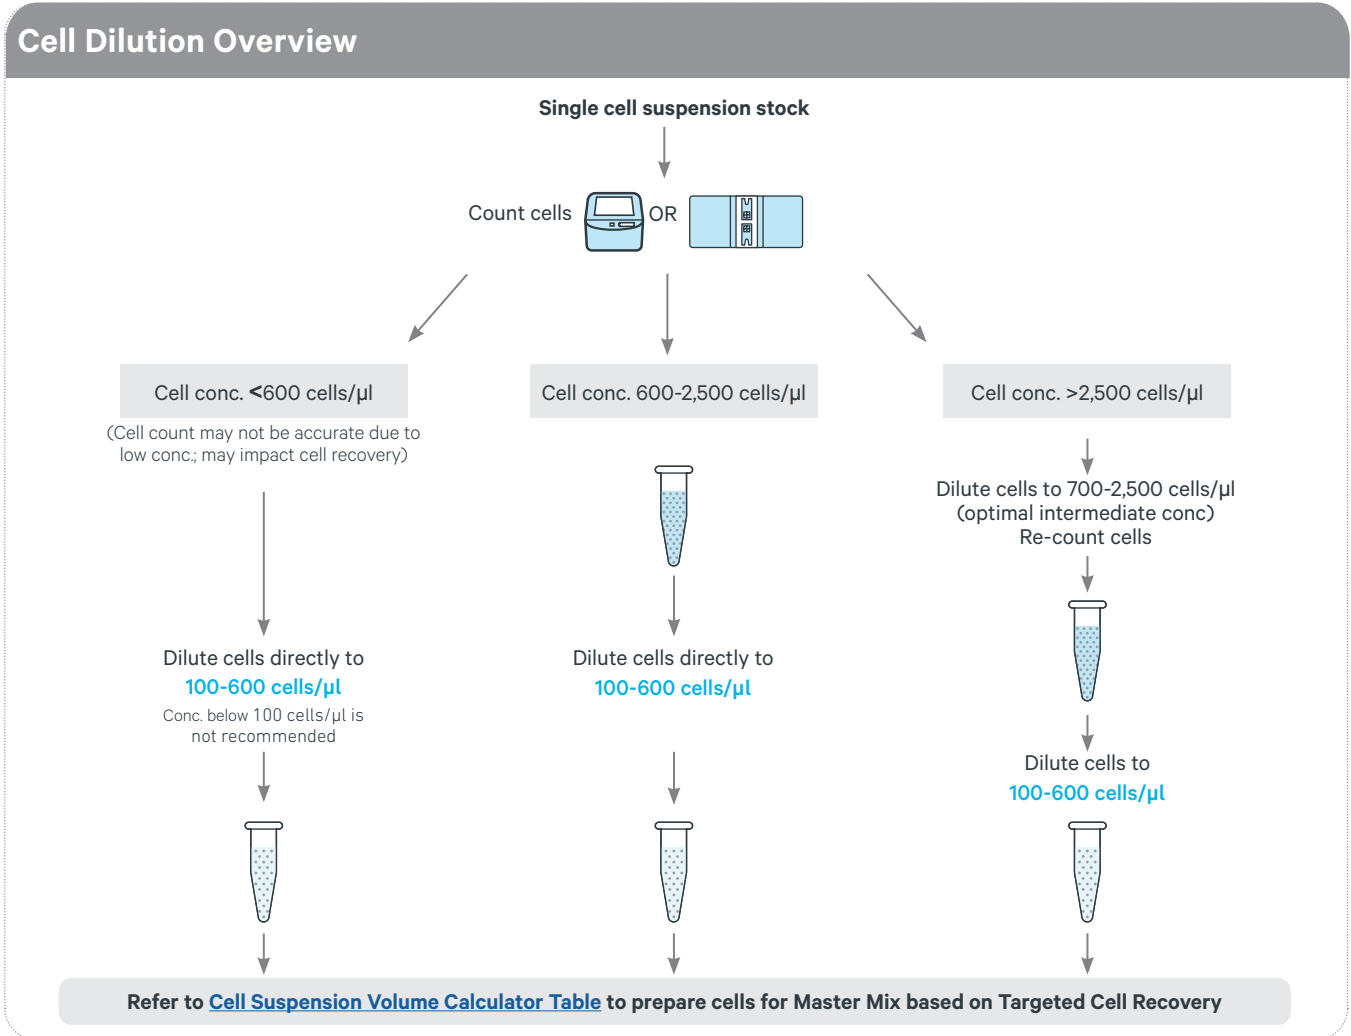 Cell Dilution Overview
Single cell suspension stock
Count cells
OR
Cell conc. <600 cells/µl
(Cell count may not be accurate due to
low conc.; may impact cell recovery)
Dilute cells directly to
100-600 cells/µl
Conc. below 100 cells/µl is
not recommended
Cell conc. 600-2,500 cells/µl
Dilute cells directly to
100-600 cells/µl
Cell conc. >2,500 cells/µl
Dilute cells to 700-2,500 cells/µl
(optimal intermediate conc)
Re-count cells
Dilute cells to
100-600 cells/µl
Refer to Cell Suspension Volume Calculator Table to prepare cells for Master Mix based on Targeted Cell Recovery